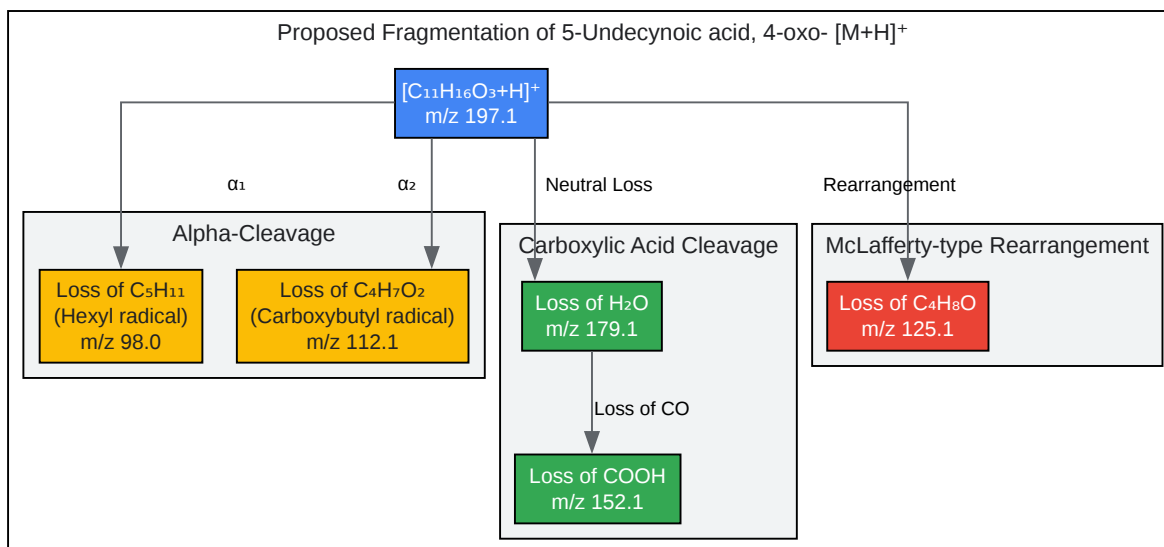 Proposed Fragmentation of 5-Undecynoic acid, 4-oxo- [M+H]⁺
[C₁₁H₁₆O₃+H]⁺
m/z 197.1
α₁
α₂
Neutral Loss
Rearrangement
Alpha-Cleavage
Loss of C₅H₁₁
(Hexyl radical)
m/z 98.0
Loss of C₄H₇O₂
(Carboxybutyl radical)
m/z 112.1
Carboxylic Acid Cleavage
Loss of H₂O
m/z 179.1
Loss of CO
Loss of COOH
m/z 152.1
McLafferty-type Rearrangement
Loss of C₄H₈O
m/z 125.1